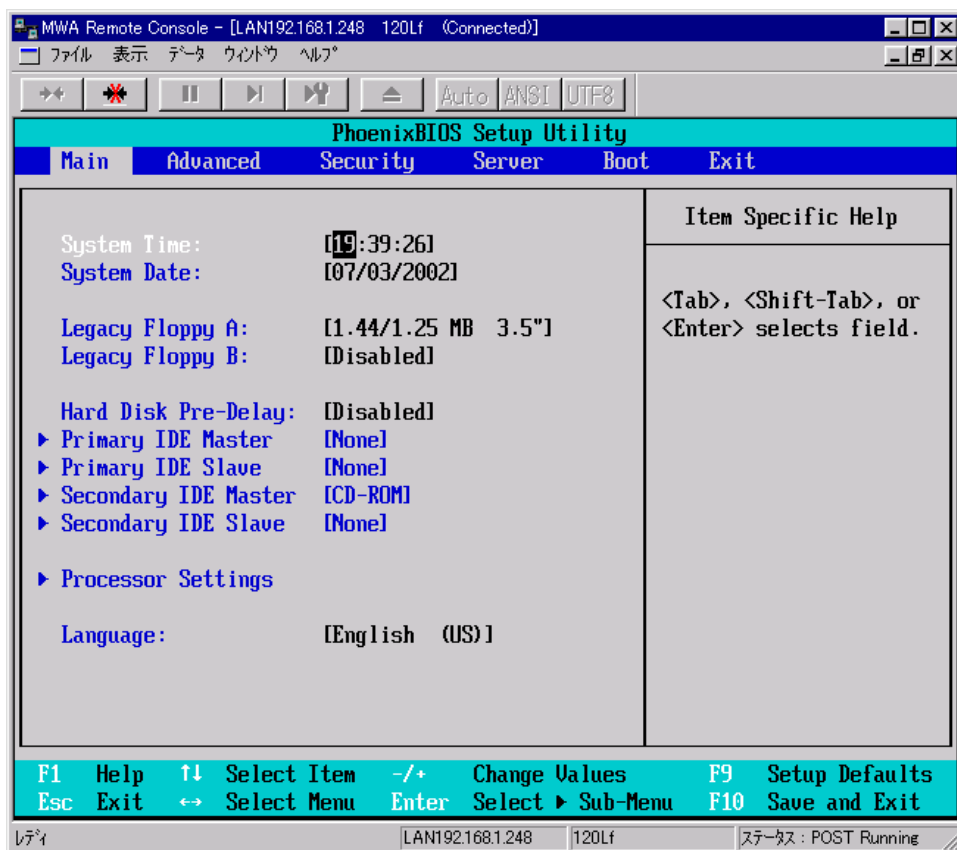 MWA Remote Console - [LAN192.168.1.248 120Lf (Connected)]
ファイル 表示 データ ウィンドウ ヘルプ
Auto ANSI UTF8
PhoenixBIOS Setup Utility
Main Advanced Security Server Boot Exit
Item Specific Help
System Time: [19:39:26]
System Date: [07/03/2002]
<Tab>, <Shift-Tab>, or
<Enter> selects field.
Legacy Floppy A: [1.44/1.25 MB 3.5"]
Legacy Floppy B: [Disabled]
Hard Disk Pre-Delay: [Disabled]
Primary IDE Master [None]
Primary IDE Slave [None]
Secondary IDE Master [CD-ROM]
Secondary IDE Slave [None]
Processor Settings
Language: [English (US)]
F1 Help ↑↓ Select Item -/+ Change Values F9 Setup Defaults
Esc Exit ↔ Select Menu Enter Select ▶ Sub-Menu F10 Save and Exit
レディ LAN192.168.1.248 120Lf ステータス : POST Running